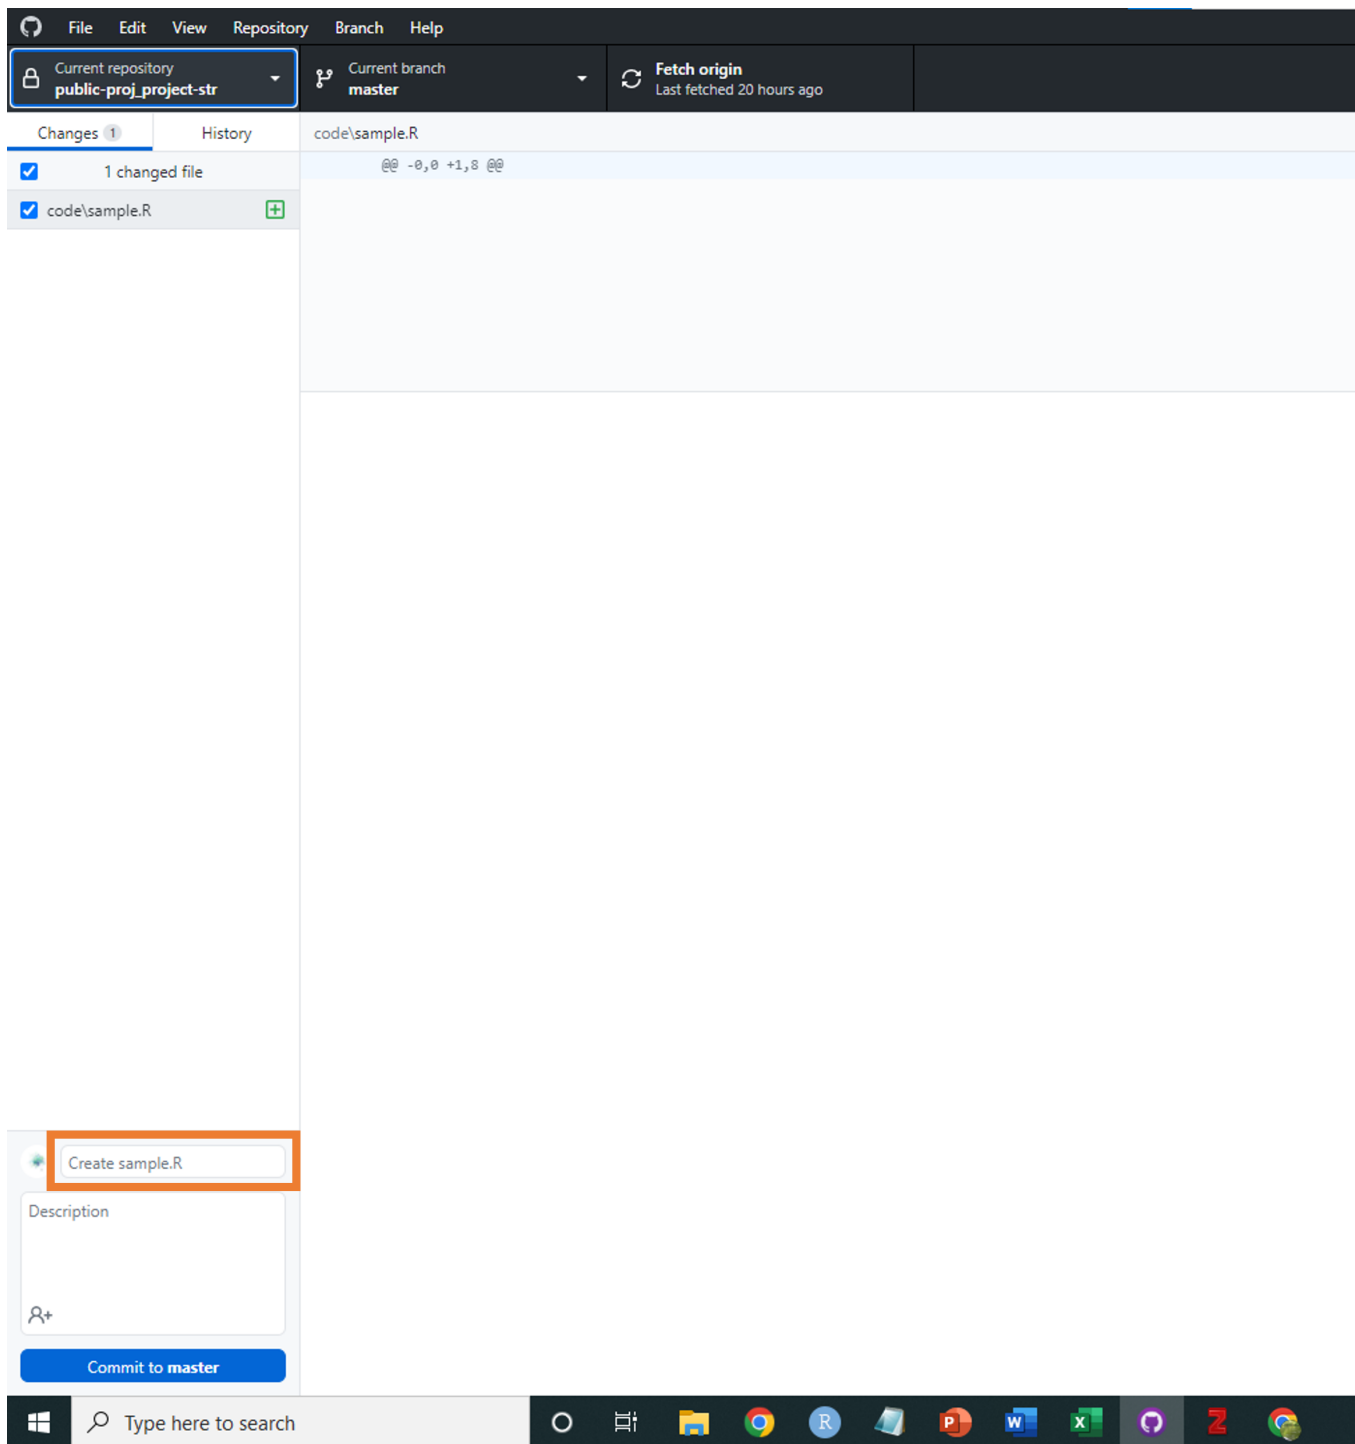 File Edit View Repository Branch Help
Current repository
public-proj_project-str
Current branch
master
Fetch origin
Last fetched 20 hours ago
Changes 1
History
code\sample.R
1 changed file
@@ -0,0 +1,8 @@
code\sample.R
Create sample.R
Description
Commit to master
Type here to search
R
P
W
X
Z